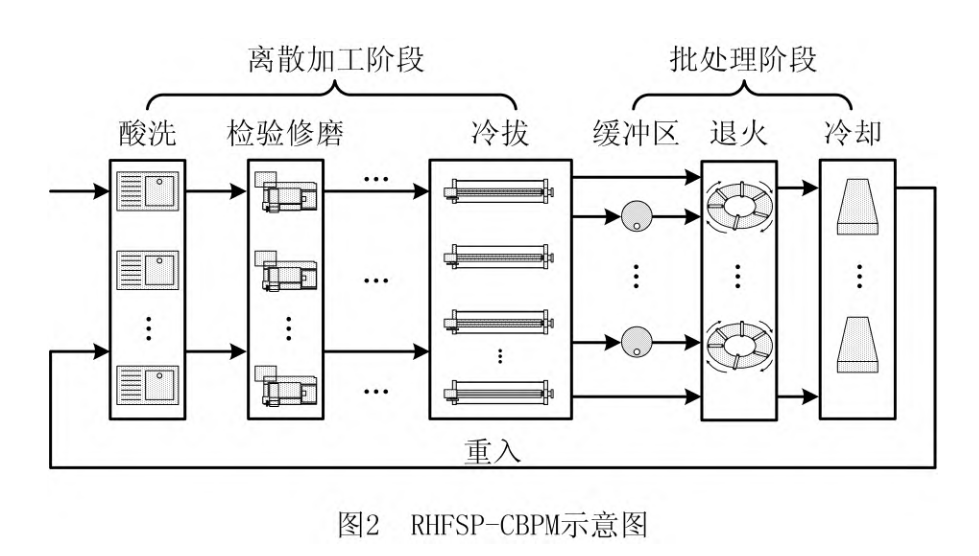 离散加工阶段 批处理阶段
酸洗 检验修磨 冷拔 缓冲区 退火 冷却
重入
图2 RHFSP-CBPM示意图